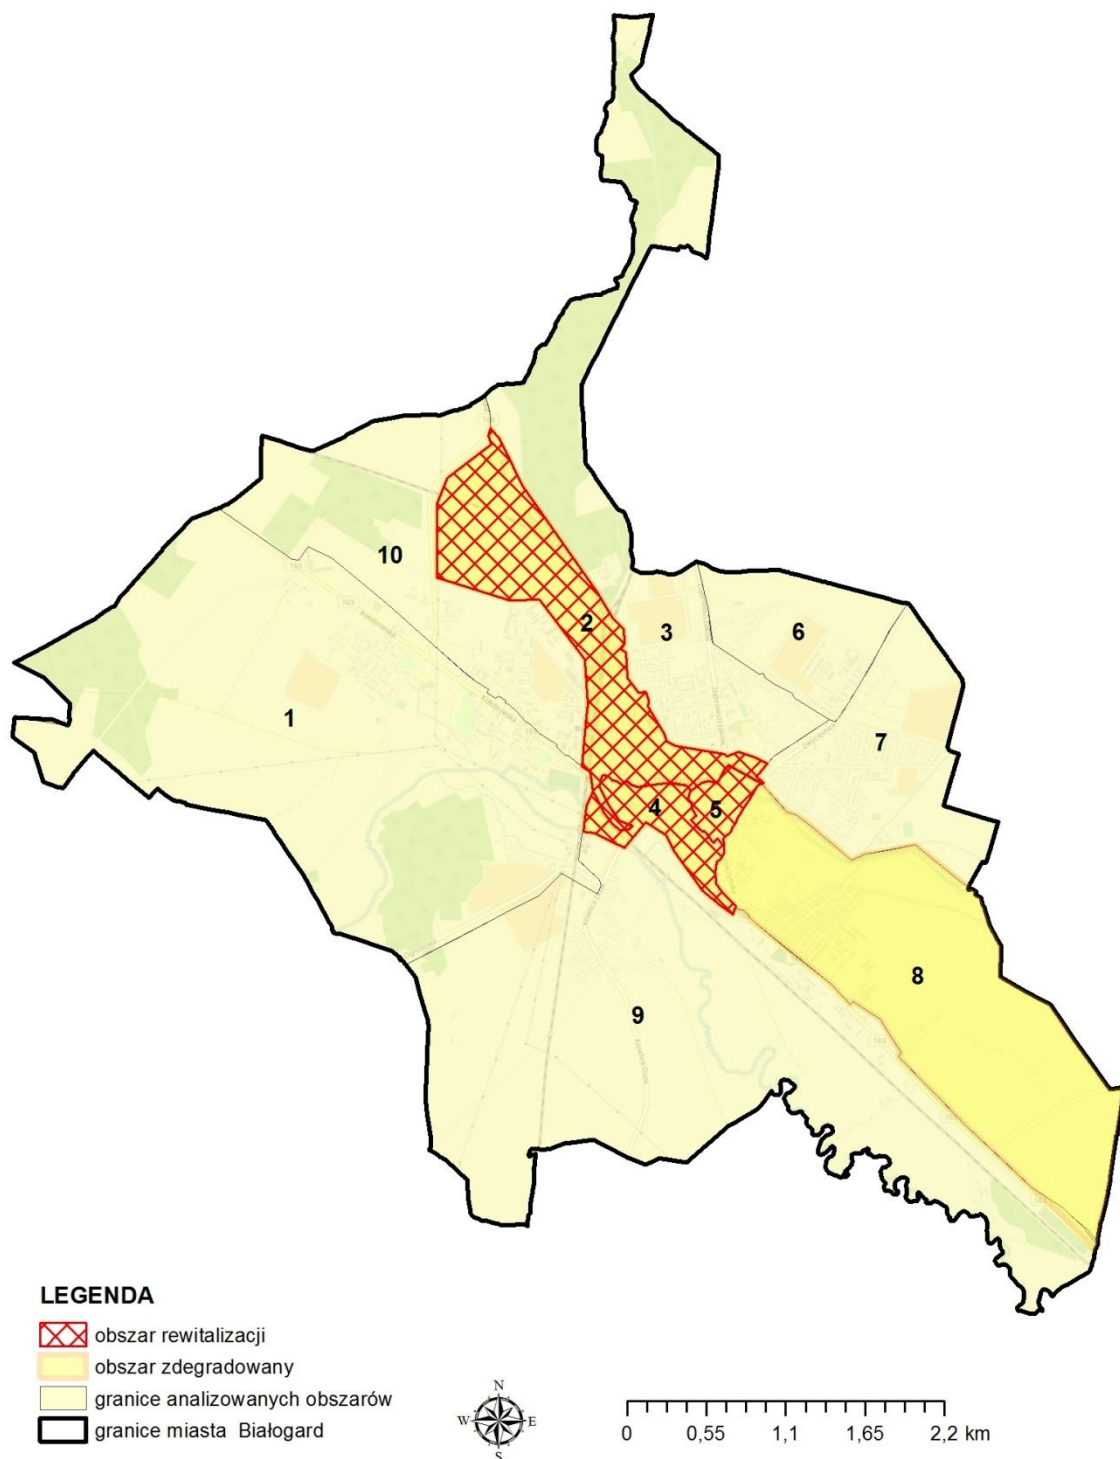 10
2
3
6
1
7
4
5
8
9
LEGENDA
obszar rewitalizacji
obszar zdegradowany
granice analizowanych obszarów
granice miasta Białogard
N
W E
S
0 0,55 1,1 1,65 2,2 km